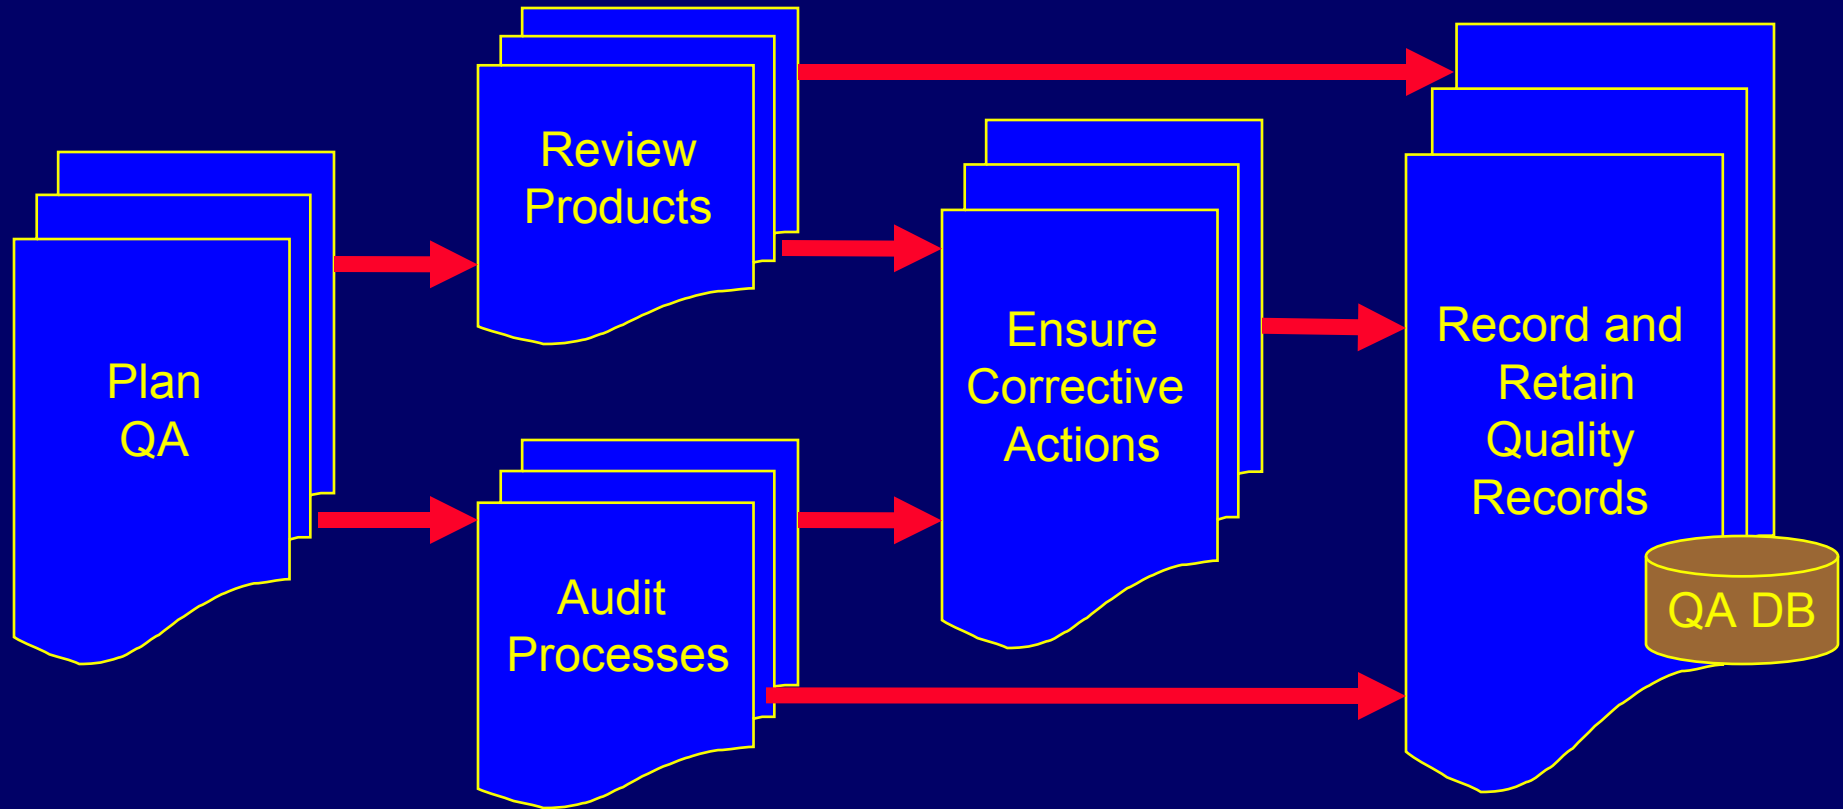 Plan
QA
Review
Products
Audit
Processes
Ensure
Corrective
Actions
Record and
Retain
Quality
Records
QA DB